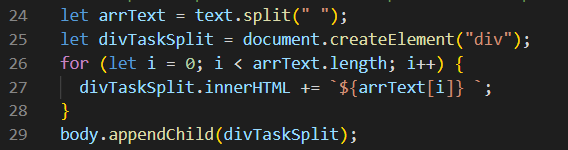 24 let arrText = text.split(" ");
25 let divTaskSplit = document.createElement("div");
26 for (let i = 0; i < arrText.length; i++) {
27 divTaskSplit.innerHTML += `${arrText[i]} `;
28 }
29 body.appendChild(divTaskSplit);